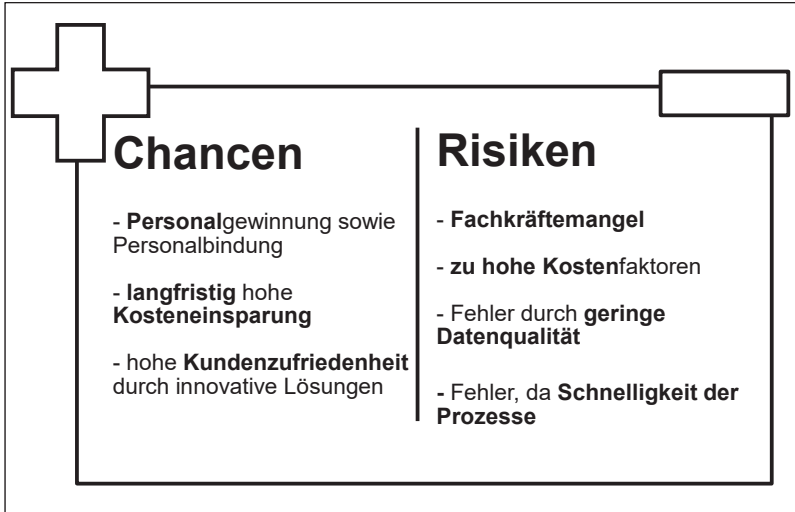 Chancen
- Personalgewinnung sowie
Personalbindung
- langfristig hohe
Kosteneinsparung
- hohe Kundenzufriedenheit
durch innovative Lösungen
Risiken
- Fachkräftemangel
- zu hohe Kostenfaktoren
- Fehler durch geringe
Datenqualität
- Fehler, da Schnelligkeit der
Prozesse